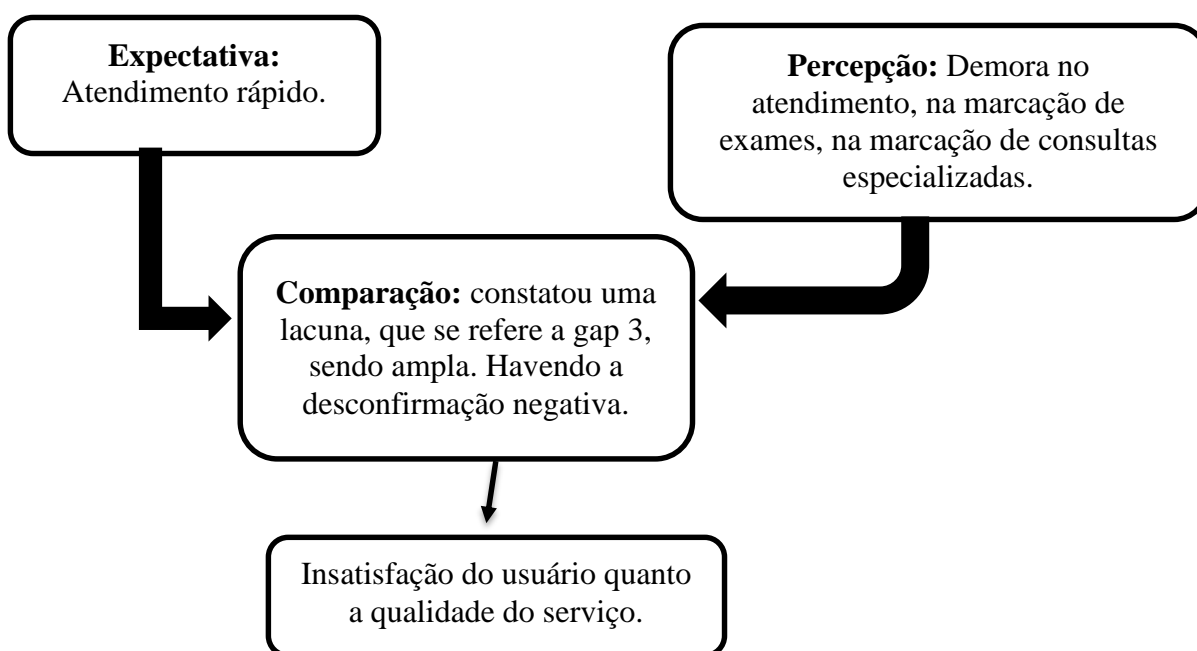 Expectativa:
Atendimento rápido.
Percepção: Demora no
atendimento, na marcação de
exames, na marcação de consultas
especializadas.
Comparação: constatou uma
lacuna, que se refere a gap 3,
sendo ampla. Havendo a
desconfirmação negativa.
Insatisfação do usuário quanto
a qualidade do serviço.